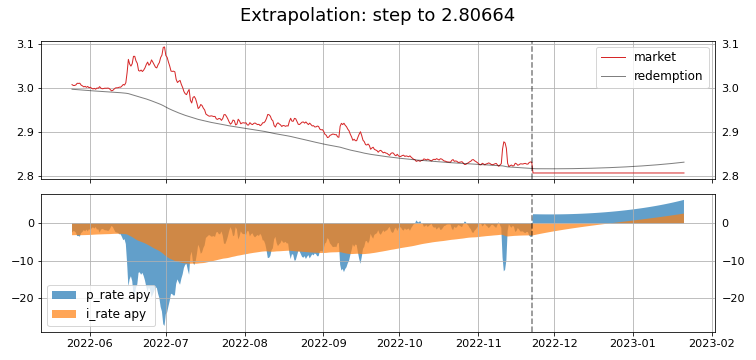 Extrapolation: step to 2.80664
3.1
3.0
2.9
2.8
market
redemption
3.1
3.0
2.9
2.8
0
−10
−20
p_rate apy
i_rate apy
0
−10
−20
2022-06 2022-07 2022-08 2022-09 2022-10 2022-11 2022-12 2023-01 2023-02